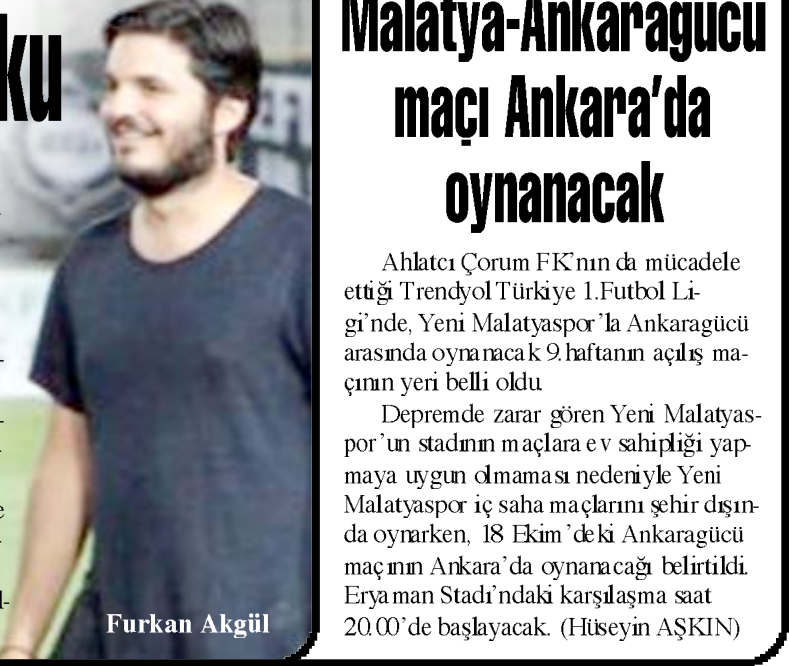 ku
Furkan Akgül
Malatya-Ankaragücü
maçı Ankara'da
oynanacak
Ahlatcı Çorum FK'nın da mücadele
ettiği Trendyol Türkiye 1.Futbol Li-
gi'nde, Yeni Malatyaspor'la Ankaragücü
arasında oynanacak 9.haftanın açılış ma-
çının yeri belli oldu.
Depremde zarar gören Yeni Malatyas-
por'un stadının maçlara ev sahipliği yap-
maya uygun olmaması nedeniyle Yeni
Malatyaspor iç saha maçlarını şehir dışın-
da oynarken, 18 Ekim'deki Ankaragücü
maçının Ankara'da oynanacağı belirtildi.
Eryaman Stadı'ndaki karşılaşma saat
20.00'de başlayacak. (Hüseyin AŞKIN)